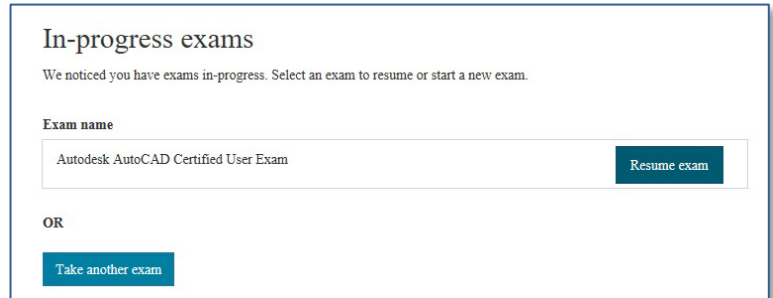 In-progress exams
We noticed you have exams in-progress. Select an exam to resume or start a new exam.
Exam name
Autodesk AutoCAD Certified User Exam
Resume exam
OR
Take another exam